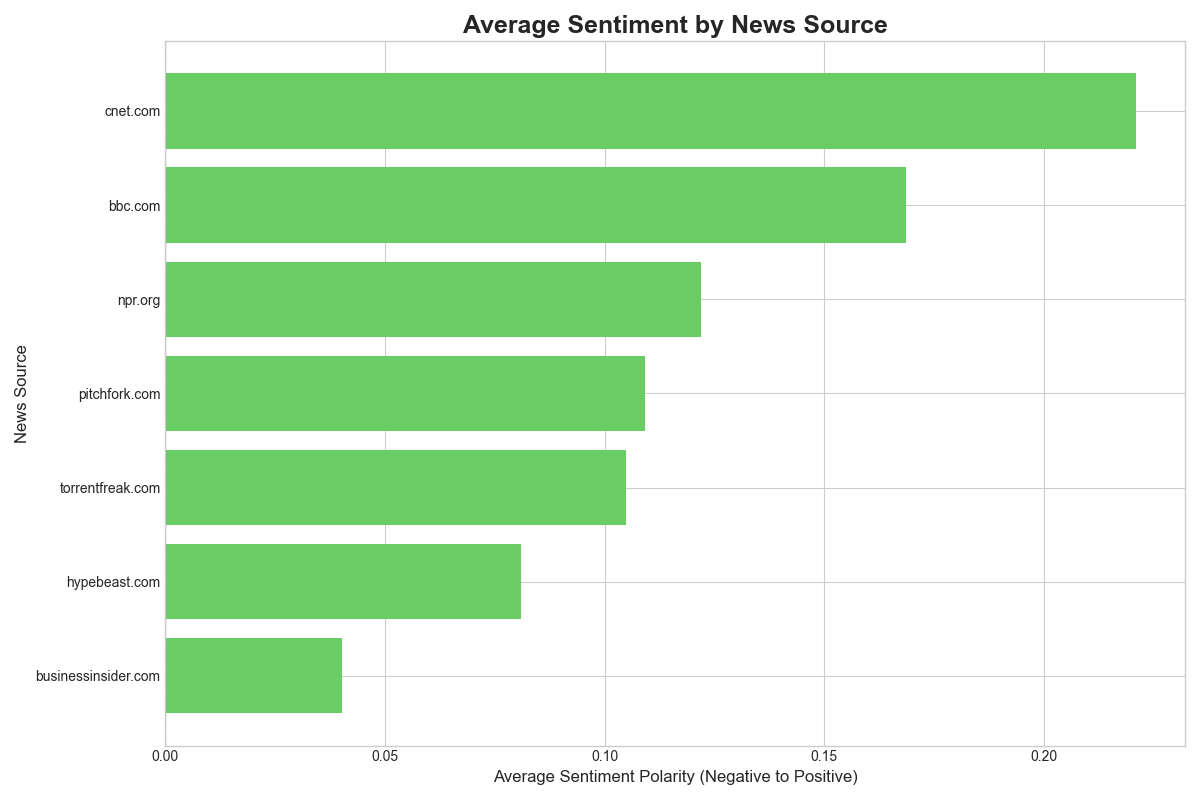 Average Sentiment by News Source
cnet.com
bbc.com
npr.org
pitchfork.com
torrentfreak.com
hypebeast.com
businessinsider.com
News Source
0.00 0.05 0.10 0.15 0.20
Average Sentiment Polarity (Negative to Positive)